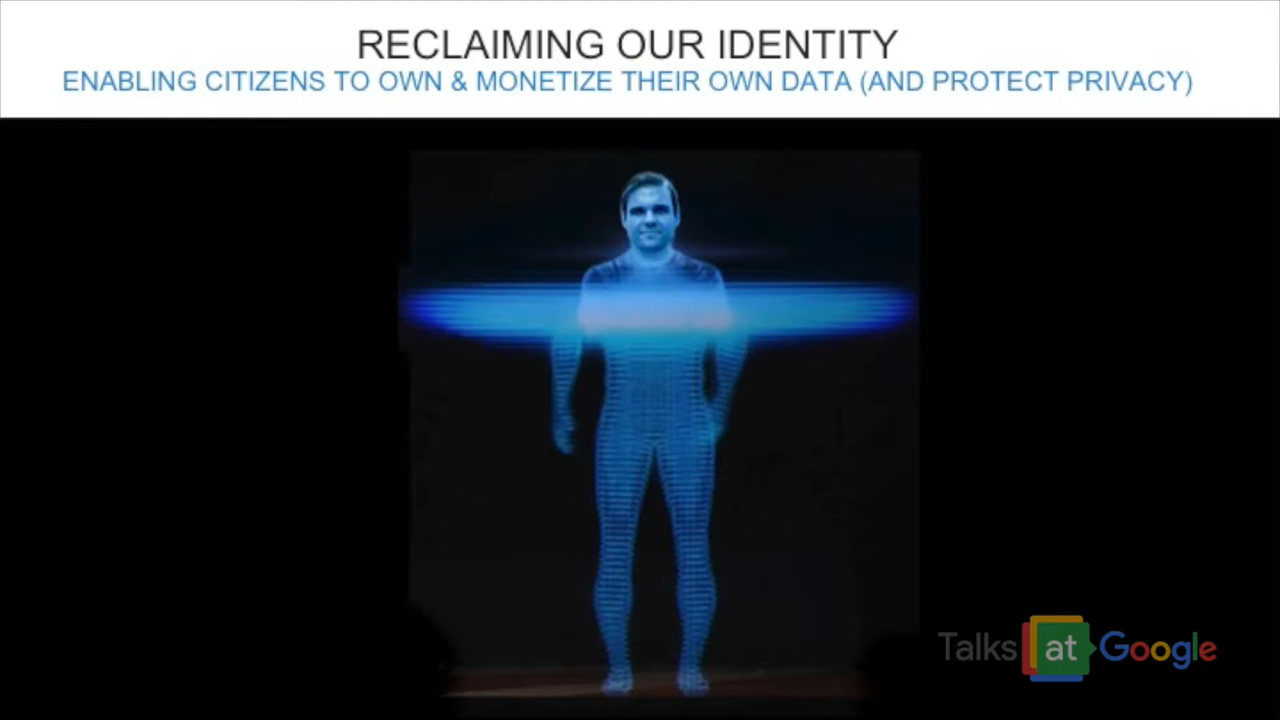 RECLAIMING OUR IDENTITY
ENABLING CITIZENS TO OWN & MONETIZE THEIR OWN DATA (AND PROTECT PRIVACY)
Talks at Google